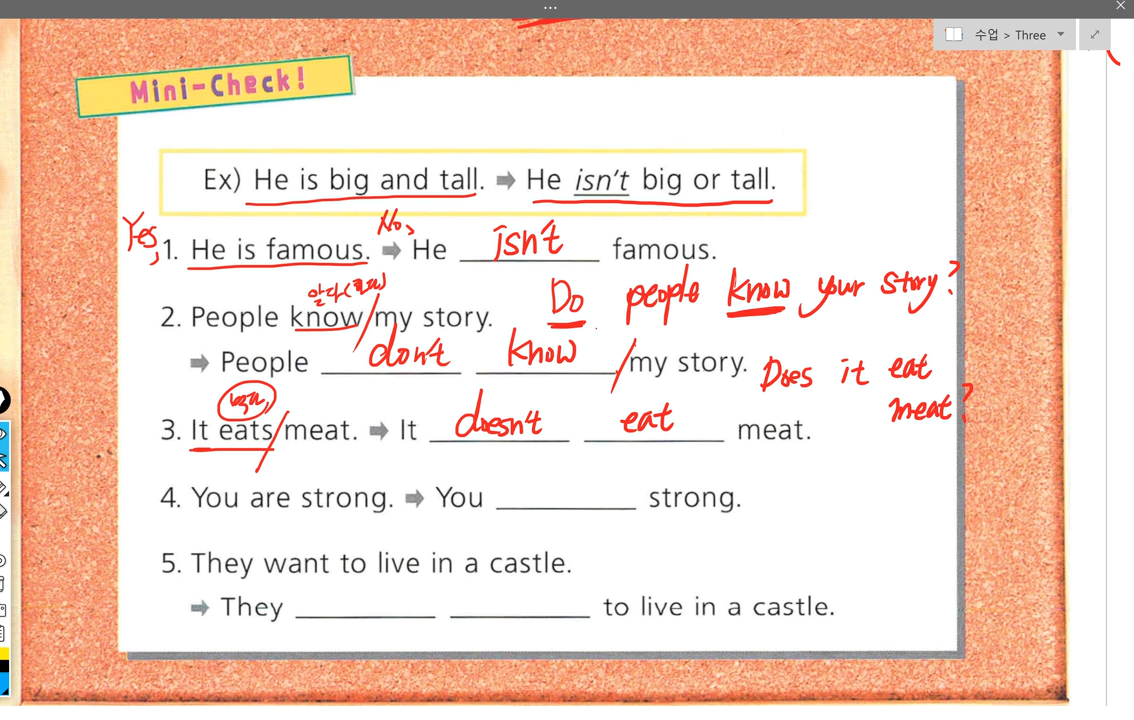 수업 > Three
Mini-Check!
Ex) He is big and tall. ➡ He isn't big or tall.
Yes, No,
1. He is famous. ➡ He isn't famous.
알다
2. People know/my story. Do people know your story?
➡ People don't know /my story. Does it eat
meat?
3. It eats/meat. ➡ It doesn't eat meat.
4. You are strong. ➡ You ________ strong.
5. They want to live in a castle.
➡ They ________ ________ to live in a castle.